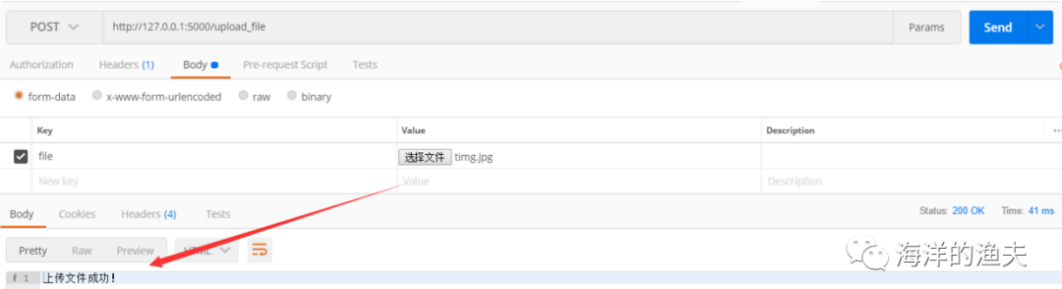 POST http://127.0.0.1:5000/upload_file Params Send
Authorization Headers (1) Body Pre-request Script Tests
form-data x-www-form-urlencoded raw binary
Key Value Description
file 选择文件 timg.jpg
New key Value Description
Body Cookies Headers (4) Tests Status: 200 OK Time: 41 ms
Pretty Raw Preview HTML
海洋的渔夫
i 1 上传文件成功!